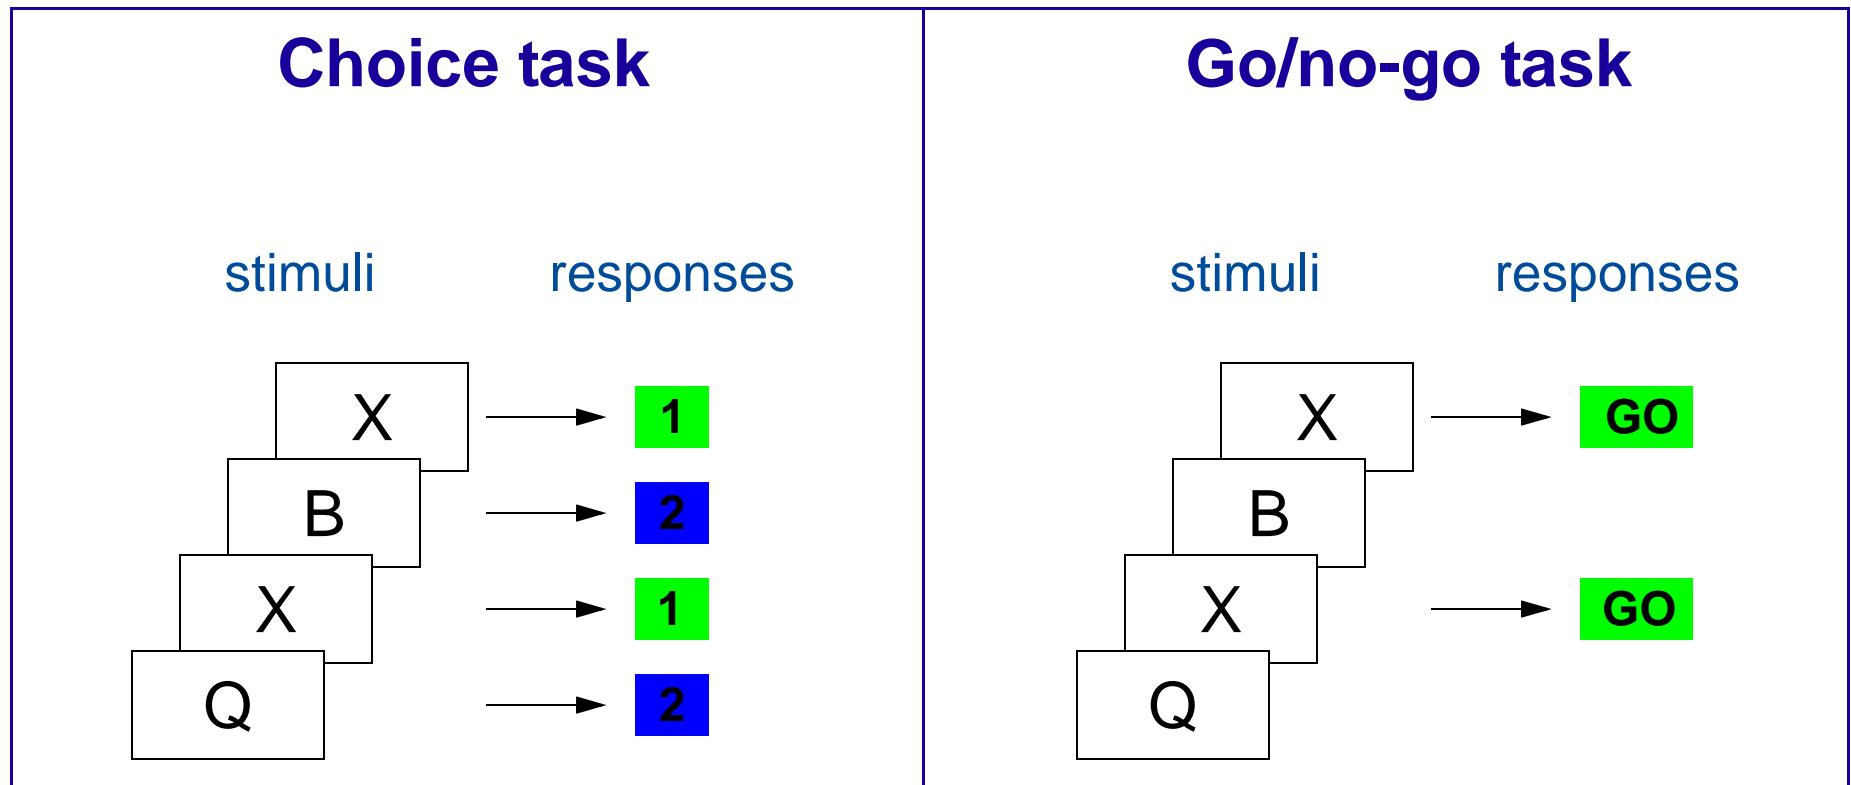 Choice task
stimuli responses
X 1
B 2
X 1
Q 2
Go/no-go task
stimuli responses
X GO
B
X GO
Q